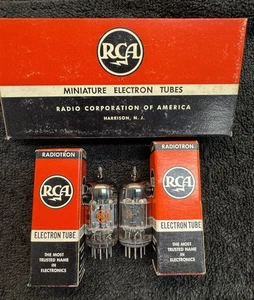 RCA
MINIATURE ELECTRON TUBES
RADIO CORPORATION OF AMERICA
HARRISON, N. J.
RADIOTRON
RCA
ELECTRON TUBE
THE MOST
TRUSTED NAME
IN
ELECTRONICS
RADIOTRON
RCA
ELECTRON TUBE
THE MOST
TRUSTED NAME
IN
ELECTRONICS